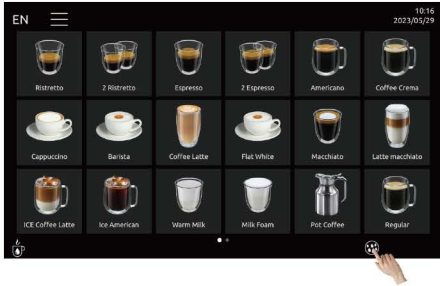 EN
10:16
2023/05/29
Ristretto
2 Ristretto
Espresso
2 Espresso
Americano
Coffee Crema
Cappuccino
Barista
Coffee Latte
Flat White
Macchiato
Latte macchiato
ICE Coffee Latte
Ice American
Warm Milk
Milk Foam
Pot Coffee
Regular